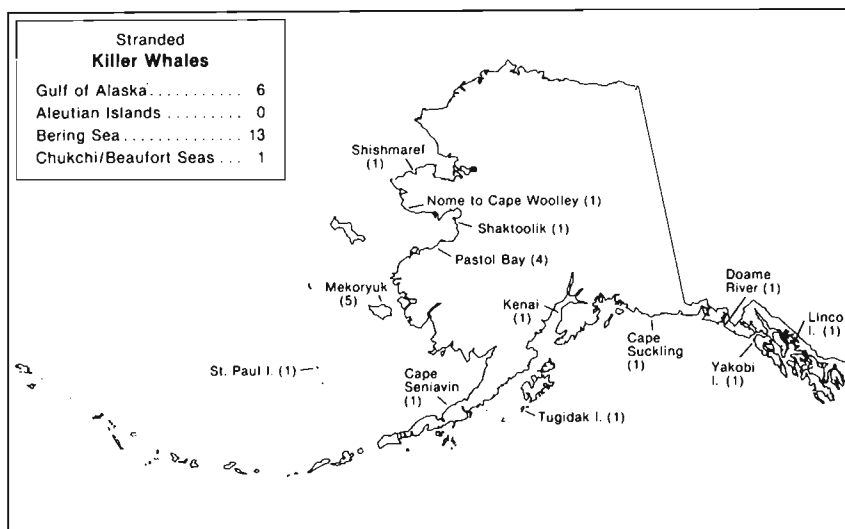 Stranded
Killer Whales
Gulf of Alaska........... 6
Aleutian Islands ......... 0
Bering Sea............. 13
Chukchi/Beaufort Seas ... 1
Shishmaref
(1)
Nome to Cape Woolley (1)
Shaktoolik (1)
Pastol Bay (4)
Mekoryuk
(5)
Kenai
(1)
Doame
River (1)
Linco
I. (1)
Cape
Suckling
(1)
Yakobi
I. (1)
St. Paul I. (1)
Cape
Seniavin
(1)
Tugidak I. (1)